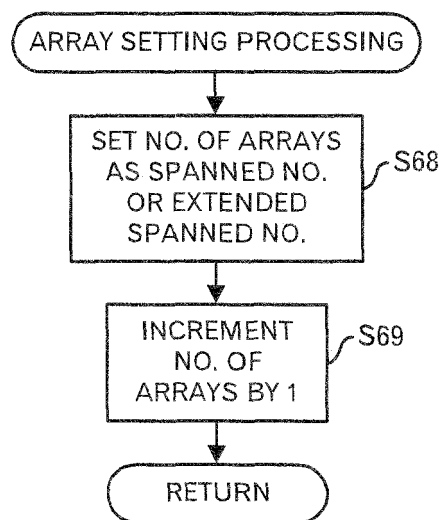 ARRAY SETTING PROCESSING
SET NO. OF ARRAYS
AS SPANNED NO.
OR EXTENDED
SPANNED NO.
S68
INCREMENT
NO. OF
ARRAYS BY 1
S69
RETURN